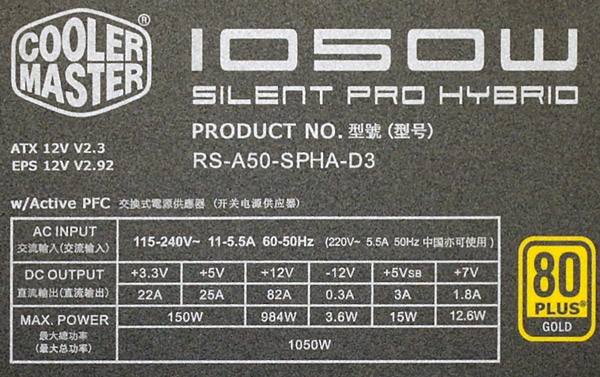 COOLER MASTER
1050W
SILENT PRO HYBRID
PRODUCT NO. 型號 (型号)
ATX 12V V2.3
EPS 12V V2.92
RS-A50-SPHA-D3
w/Active PFC 交換式電源供應器 (开关电源供应器)
AC INPUT
交流輸入(交流输入)
115-240V~ 11-5.5A 60-50Hz (220V~ 5.5A 50Hz 中国亦可使用)
DC OUTPUT +3.3V +5V +12V -12V +5VSB +7V
直流輸出(直流输出) 22A 25A 82A 0.3A 3A 1.8A
MAX. POWER 150W 984W 3.6W 15W 12.6W
最大總功率
(最大总功率)
1050W
80
PLUS
GOLD